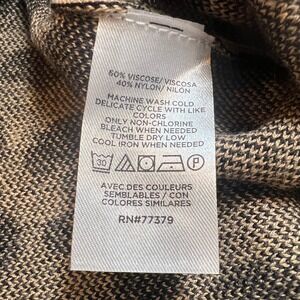 60% VISCOSE/ VISCOSA
40% NYLON/ NILON
MACHINE WASH COLD
DELICATE CYCLE WITH LIKE
COLORS
ONLY NON-CHLORINE
BLEACH WHEN NEEDED
TUMBLE DRY LOW
COOL IRON WHEN NEEDED
30 P
AVEC DES COULEURS
SEMBLABLES / CON
COLORES SIMILARES
RN#77379